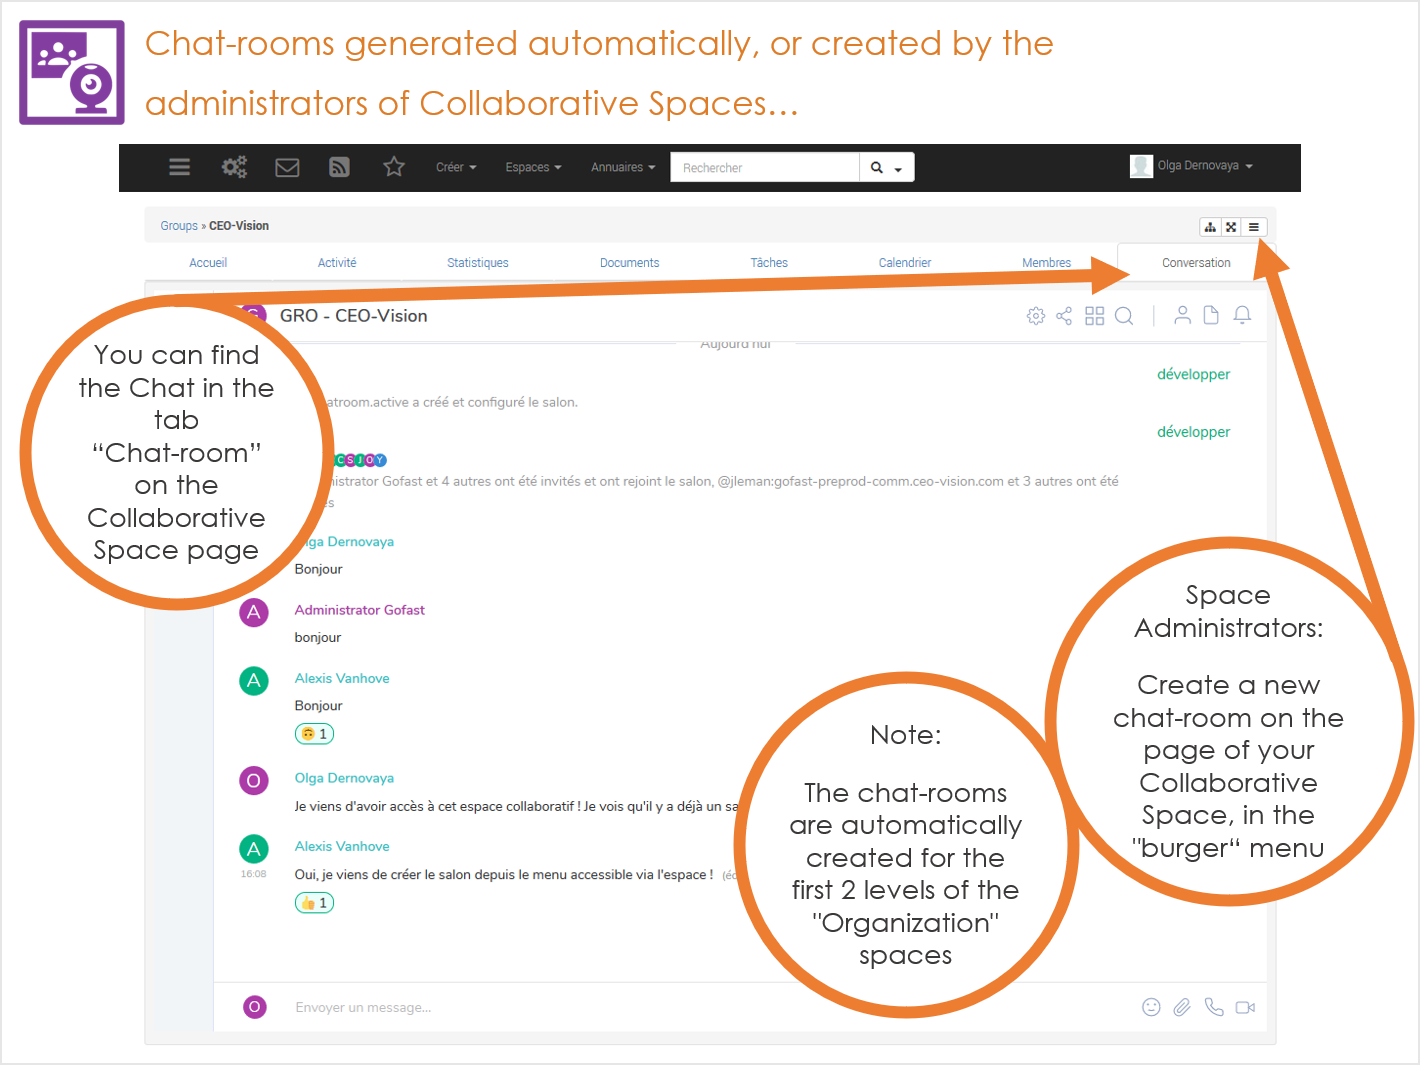 Chat-rooms generated automatically, or created by the
administrators of Collaborative Spaces...
Créer
Espaces
Annuaires
Rechercher
Olga Dernovaya
Groups » CEO-Vision
Accueil
Activité
Statistiques
Documents
Tâches
Calendrier
Membres
Conversation
GRO - CEO-Vision
Aujourd'hui
développer
atroom.active a créé et configuré le salon.
développer
C S J O Y
istrator Gofast et 4 autres ont été invités et ont rejoint le salon, @jleman:gofast-preprod-comm.ceo-vision.com et 3 autres ont été
s
ga Dernovaya
Bonjour
A
Administrator Gofast
bonjour
A
Alexis Vanhove
Bonjour
1
O
Olga Dernovaya
Je viens d'avoir accès à cet espace collaboratif ! Je vois qu'il y a déjà un sa
A
Alexis Vanhove
16:08
Oui, je viens de créer le salon depuis le menu accessible via l'espace ! (éd
1
O
Envoyer un message...
You can find
the Chat in the
tab
“Chat-room”
on the
Collaborative
Space page
Note:
The chat-rooms
are automatically
created for the
first 2 levels of the
"Organization"
spaces
Space
Administrators:
Create a new
chat-room on the
page of your
Collaborative
Space, in the
"burger“ menu